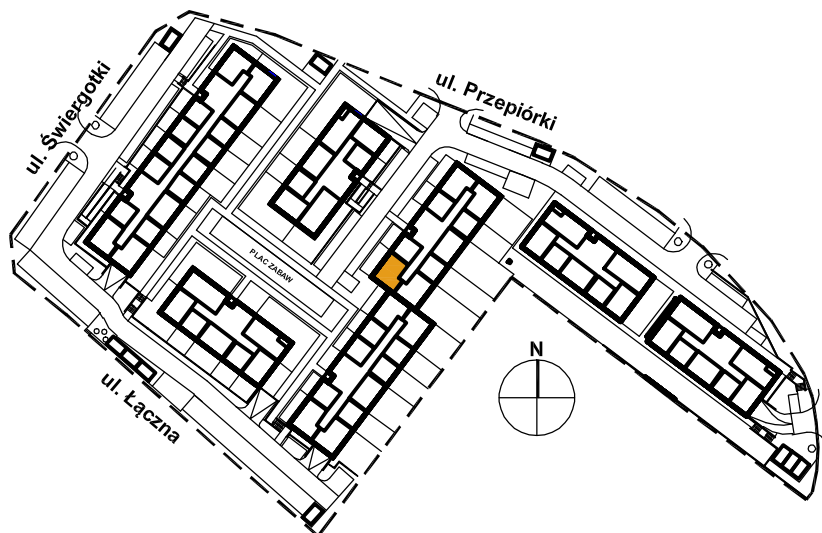 ul. Przepiórki
ul. Świergotki
PLAC ZABAW
N
ul. Łączna